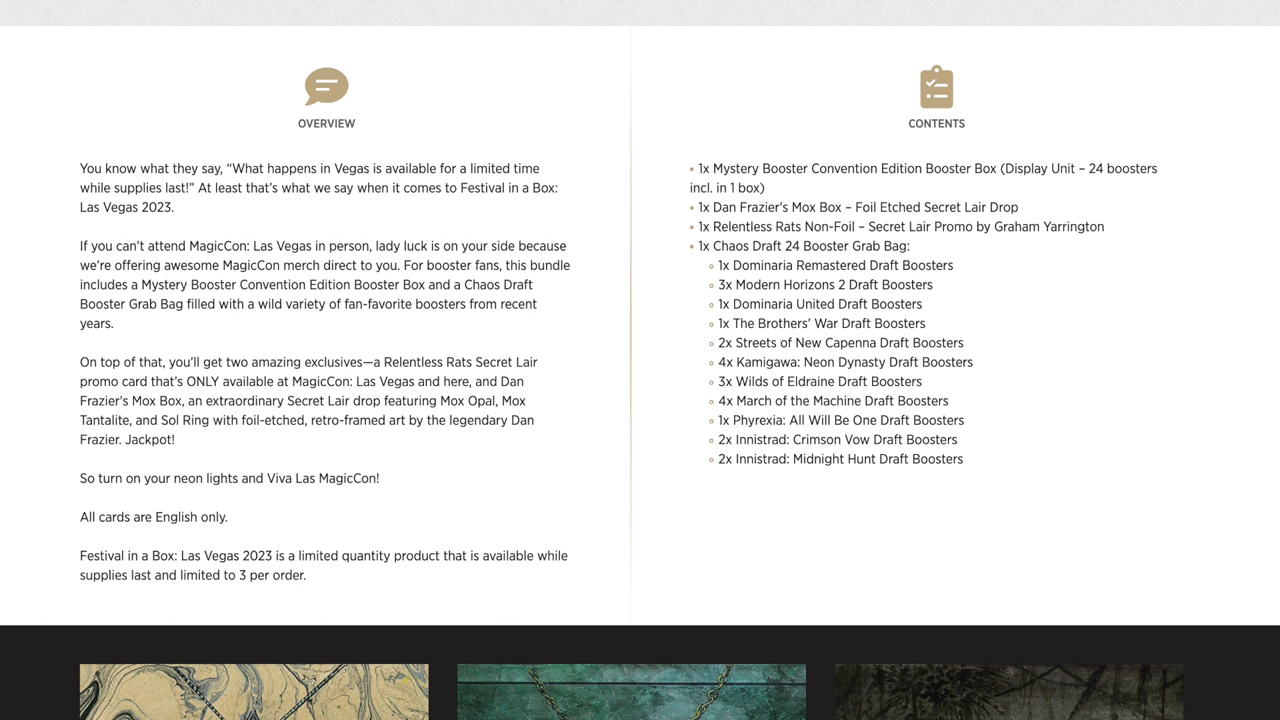 OVERVIEW
You know what they say, “What happens in Vegas is available for a limited time
while supplies last!” At least that’s what we say when it comes to Festival in a Box:
Las Vegas 2023.
If you can’t attend MagicCon: Las Vegas in person, lady luck is on your side because
we’re offering awesome MagicCon merch direct to you. For booster fans, this bundle
includes a Mystery Booster Convention Edition Booster Box and a Chaos Draft
Booster Grab Bag filled with a wild variety of fan-favorite boosters from recent
years.
On top of that, you’ll get two amazing exclusives—a Relentless Rats Secret Lair
promo card that’s ONLY available at MagicCon: Las Vegas and here, and Dan
Frazier's Mox Box, an extraordinary Secret Lair drop featuring Mox Opal, Mox
Tantalite, and Sol Ring with foil-etched, retro-framed art by the legendary Dan
Frazier. Jackpot!
So turn on your neon lights and Viva Las MagicCon!
All cards are English only.
Festival in a Box: Las Vegas 2023 is a limited quantity product that is available while
supplies last and limited to 3 per order.
CONTENTS
• 1x Mystery Booster Convention Edition Booster Box (Display Unit – 24 boosters
incl. in 1 box)
• 1x Dan Frazier's Mox Box – Foil Etched Secret Lair Drop
• 1x Relentless Rats Non-Foil – Secret Lair Promo by Graham Yarrington
• 1x Chaos Draft 24 Booster Grab Bag:
◦ 1x Dominaria Remastered Draft Boosters
◦ 3x Modern Horizons 2 Draft Boosters
◦ 1x Dominaria United Draft Boosters
◦ 1x The Brothers’ War Draft Boosters
◦ 2x Streets of New Capenna Draft Boosters
◦ 4x Kamigawa: Neon Dynasty Draft Boosters
◦ 3x Wilds of Eldraine Draft Boosters
◦ 4x March of the Machine Draft Boosters
◦ 1x Phyrexia: All Will Be One Draft Boosters
◦ 2x Innistrad: Crimson Vow Draft Boosters
◦ 2x Innistrad: Midnight Hunt Draft Boosters